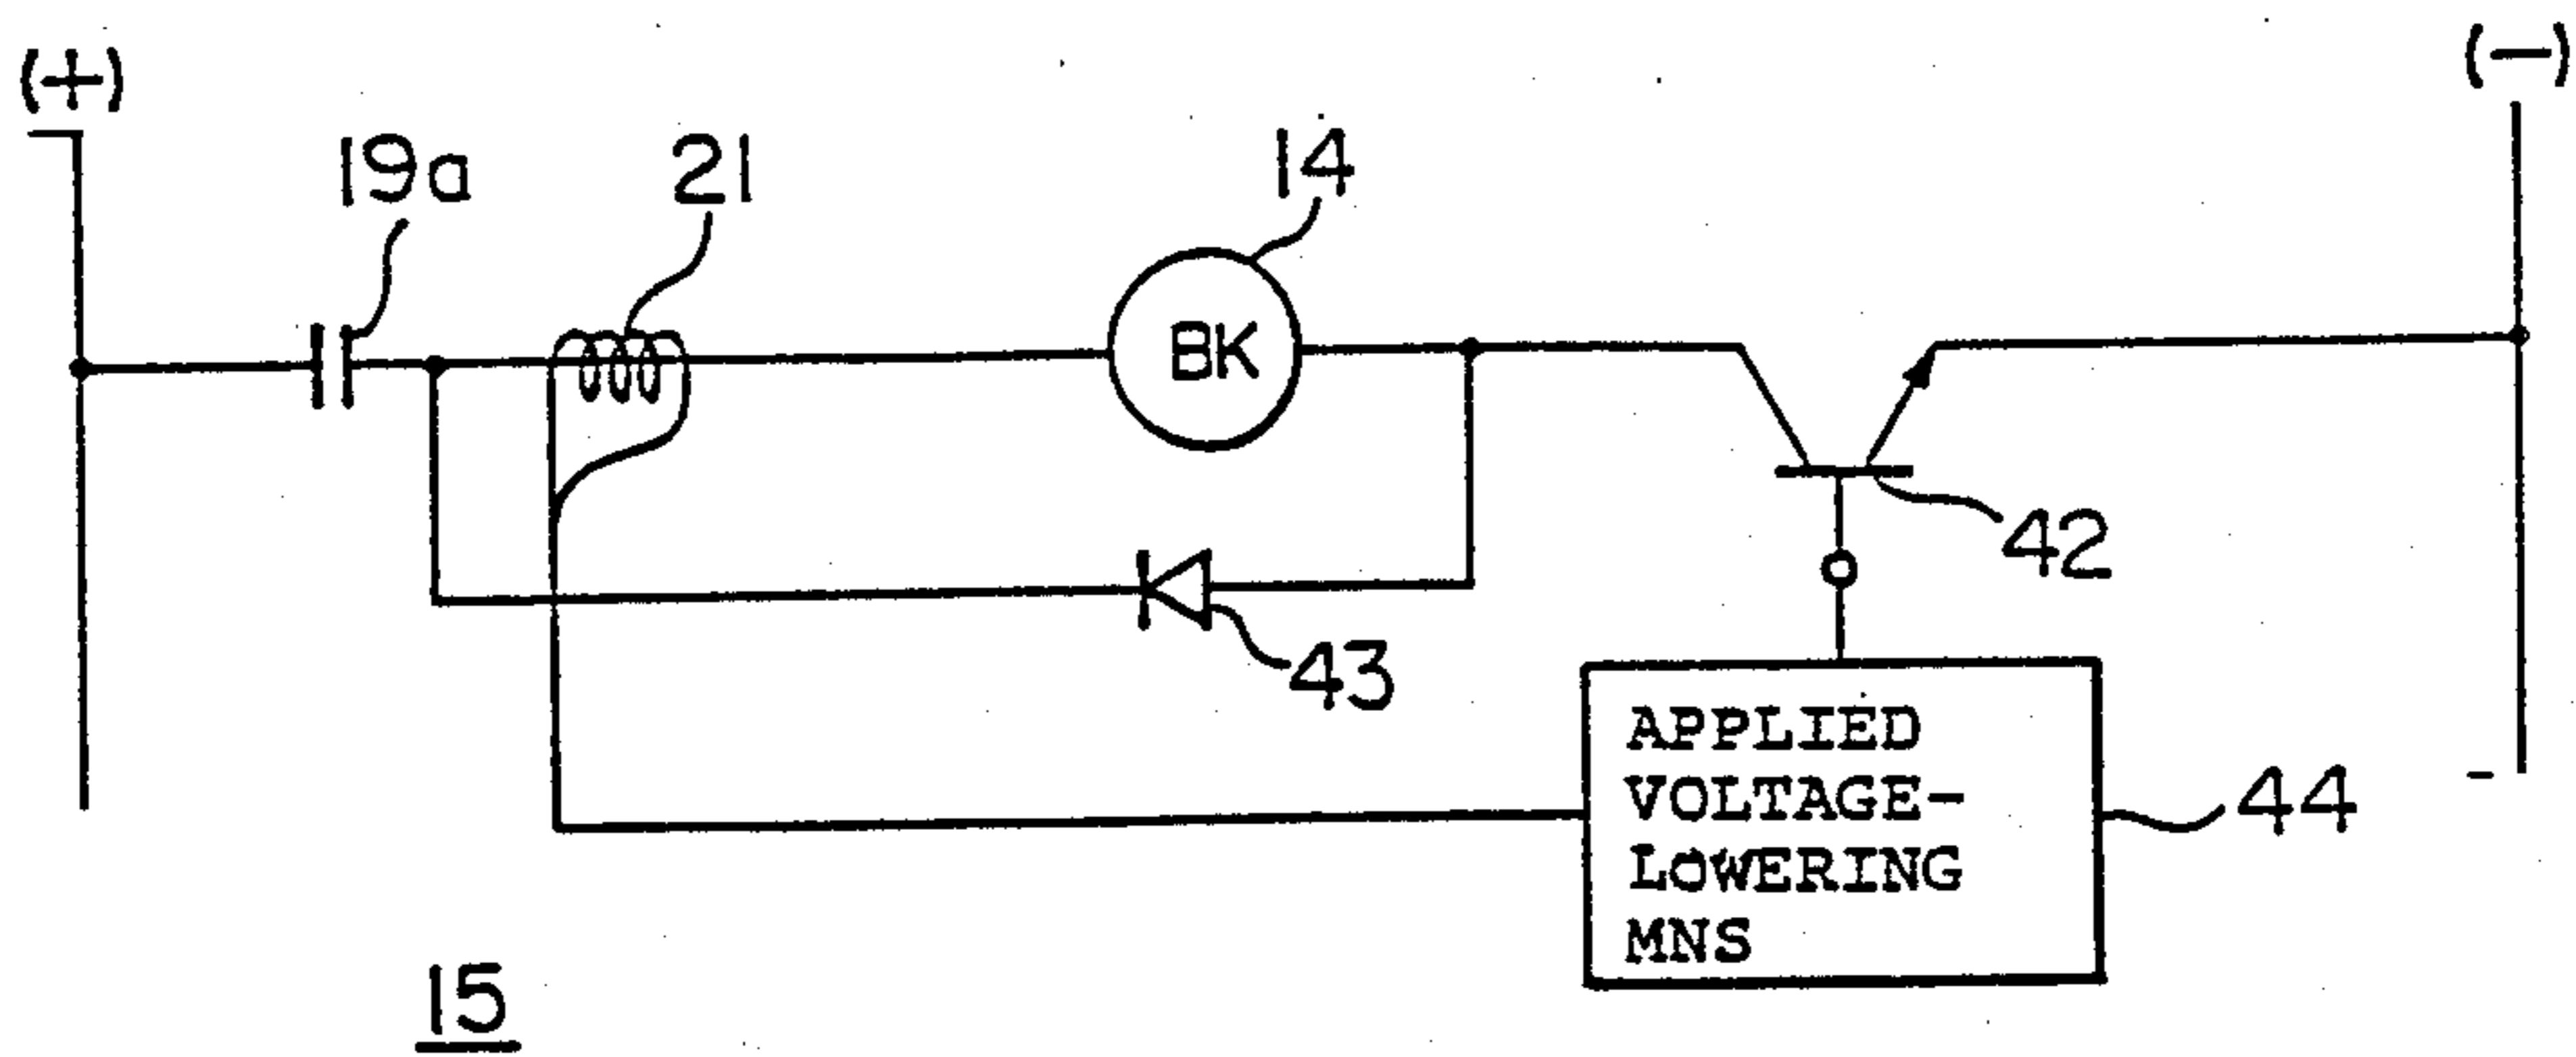 (+)
(−)
19a
21
14
BK
42
43
APPLIED
VOLTAGE-
LOWERING
MNS
44
15